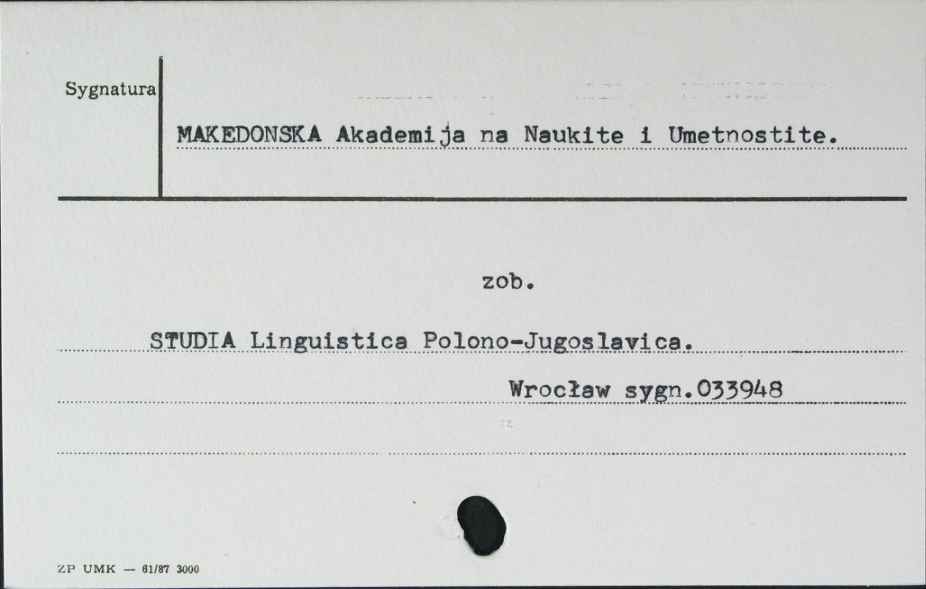 Sygnatura
MAKEDONSKA Akademija na Naukite i Umetnostite.
zob.
STUDIA Linguistica Polono-Jugoslavica.
Wrocław sygn.033948
ZP UMK — 61/87 3000